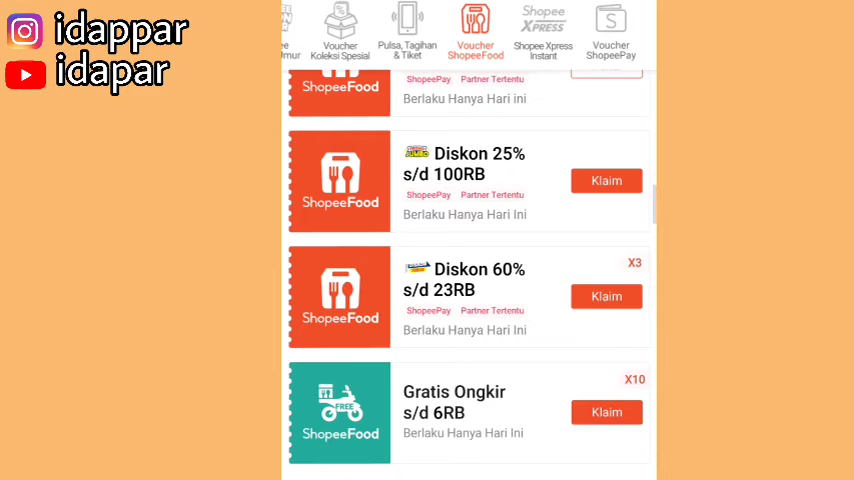 idappar
idapar
Umur
Voucher
Koleksi Spesial
Pulsa, Tagihan
& Tiket
Voucher
ShopeeFood
Shopee
XPRESS
Shopee Xpress
Instant
S
Voucher
ShopeePay
ShopeeFood
ShopeePay Partner Tertentu
Berlaku Hanya Hari ini
ShopeeFood
Diskon 25%
s/d 100RB
ShopeePay Partner Tertentu
Berlaku Hanya Hari Ini
Klaim
ShopeeFood
Diskon 60%
s/d 23RB
ShopeePay Partner Tertentu
Berlaku Hanya Hari Ini
X3
Klaim
FREE
ShopeeFood
Gratis Ongkir
s/d 6RB
Berlaku Hanya Hari Ini
X10
Klaim